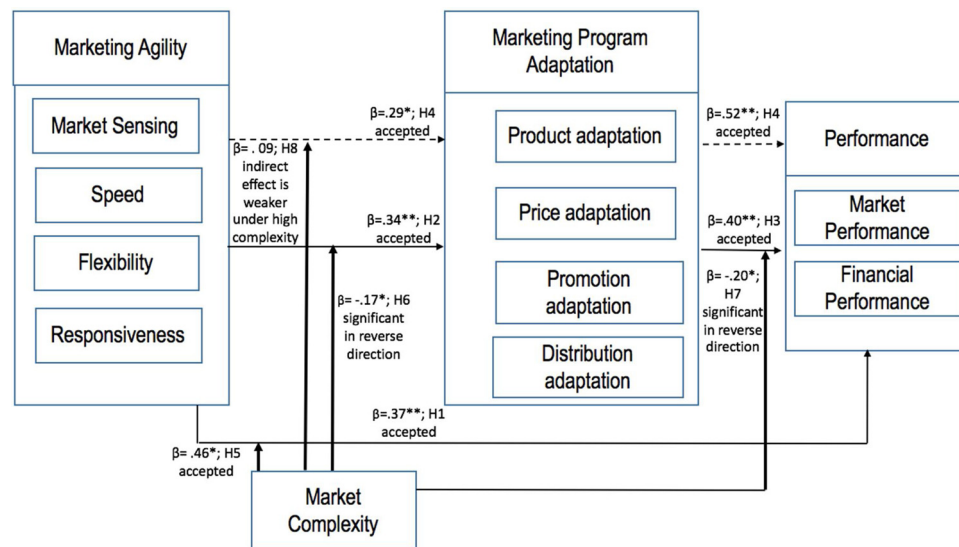 Marketing Agility
Market Sensing
Speed
Flexibility
Responsiveness
β=.29*; H4
accepted
β= . 09; H8
indirect
effect is
weaker
under high
complexity
β=.34**; H2
accepted
β= -.17*; H6
significant
in reverse
direction
Marketing Program
Adaptation
Product adaptation
Price adaptation
Promotion
adaptation
Distribution
adaptation
β=.52**; H4
accepted
β=.40**; H3
accepted
β= -.20*;
H7
significant
in reverse
direction
Performance
Market
Performance
Financial
Performance
β=.37**; H1
accepted
β= .46*; H5
accepted
Market
Complexity